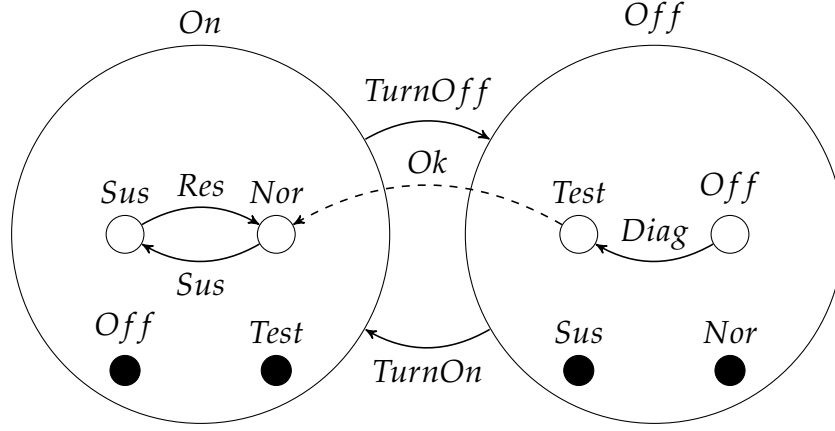 On
Off
TurnOff
Ok
Sus
Res
Nor
Test
Off
Diag
Sus
Off
Test
Sus
Nor
TurnOn